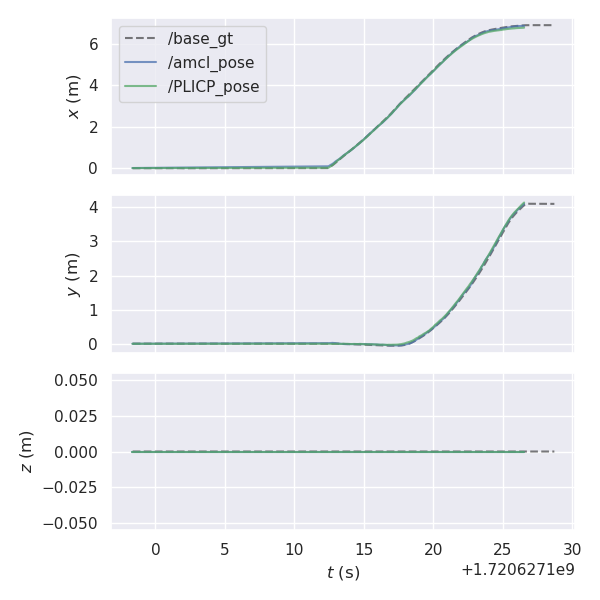 /base_gt
/amcl_pose
/PLICP_pose
6
4
2
0
x (m)
4
3
2
1
0
y (m)
0.050
0.025
0.000
−0.025
−0.050
z (m)
0 5 10 15 20 25 30
t (s)
+1.7206271e9